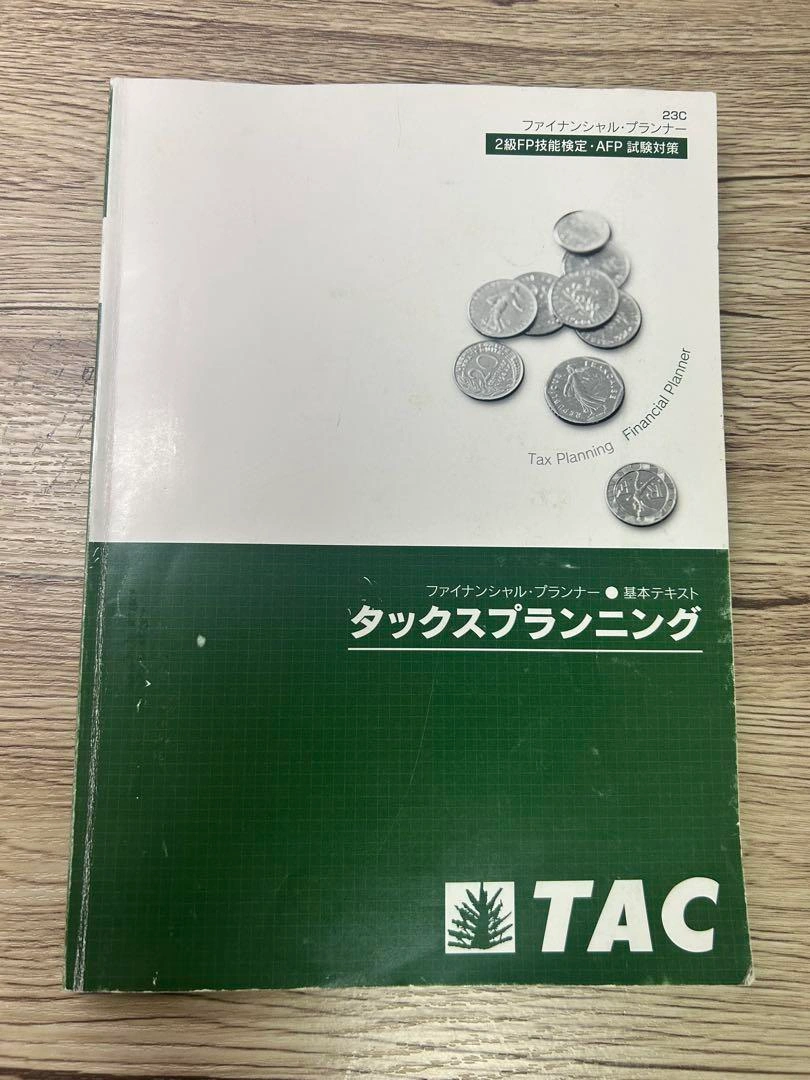 23C
ファイナンシャル・プランナー
2級FP技能検定・AFP 試験対策
20
REPUBLIQUE FRANÇAISE
Tax Planning Financial Planner
ファイナンシャル・プランナー●基本テキスト
タックスプランニング
TAC